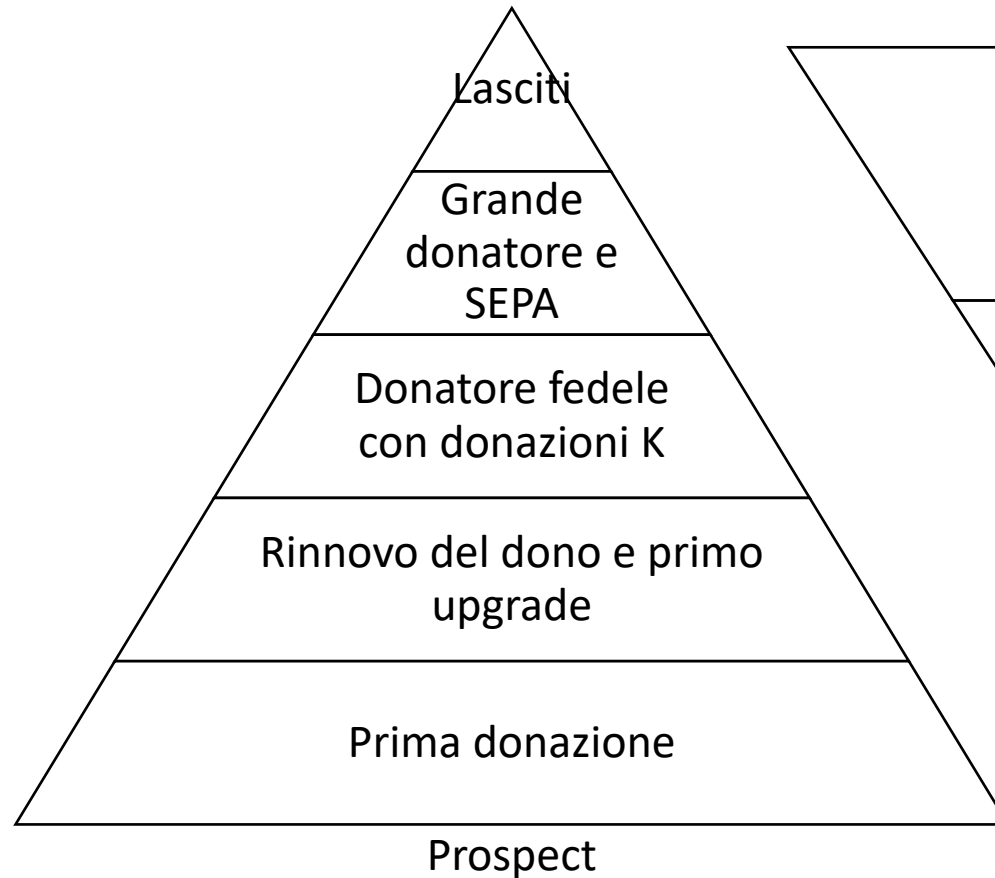 Lasciti
Grande
donatore e
SEPA
Donatore fedele
con donazioni K
Rinnovo del dono e primo
upgrade
Prima donazione
Prospect